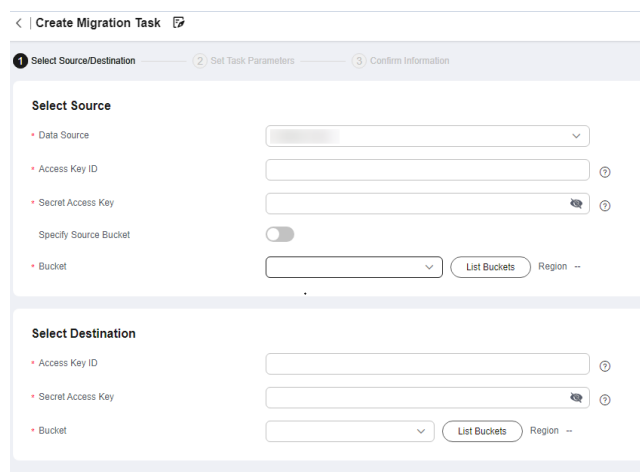 < | Create Migration Task
1 Select Source/Destination 2 Set Task Parameters 3 Confirm Information
Select Source
* Data Source
* Access Key ID
* Secret Access Key
Specify Source Bucket
* Bucket List Buckets Region --
Select Destination
* Access Key ID
* Secret Access Key
* Bucket List Buckets Region --